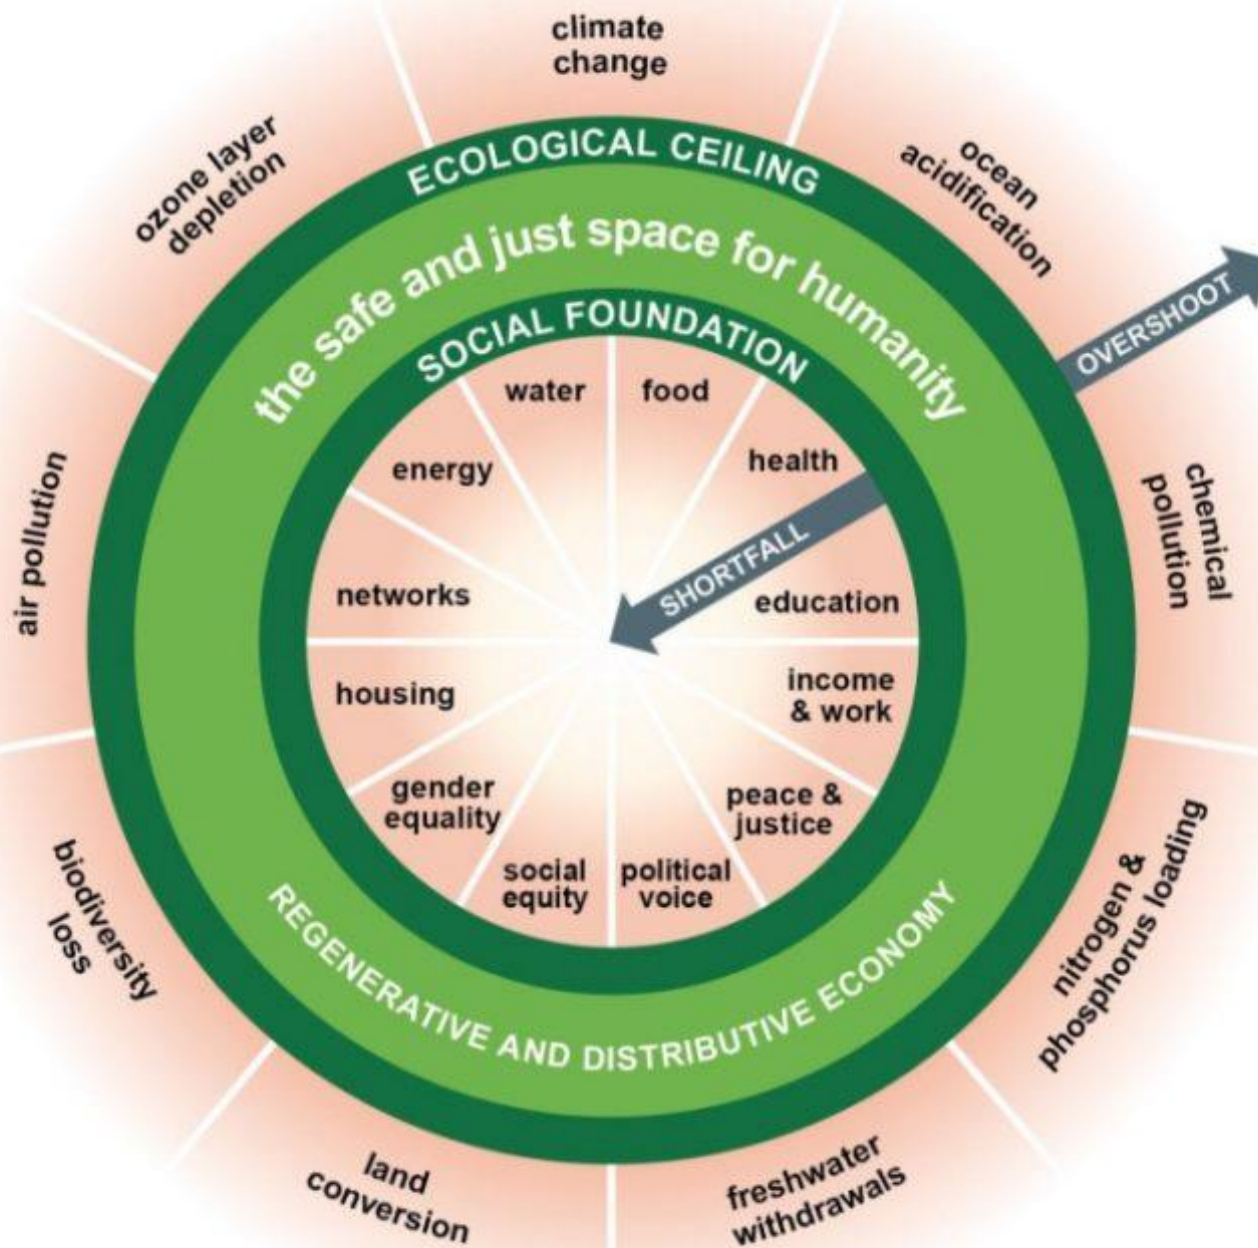 climate
change
ocean
acidification
OVERSHOOT
chemical
pollution
nitrogen &
phosphorus loading
freshwater
withdrawals
land
conversion
biodiversity
loss
air pollution
ozone layer
depletion
ECOLOGICAL CEILING
the safe and just space for humanity
SOCIAL FOUNDATION
water
food
health
SHORTFALL
education
income
& work
peace &
justice
political
voice
social
equity
gender
equality
housing
networks
energy
REGENERATIVE AND DISTRIBUTIVE ECONOMY